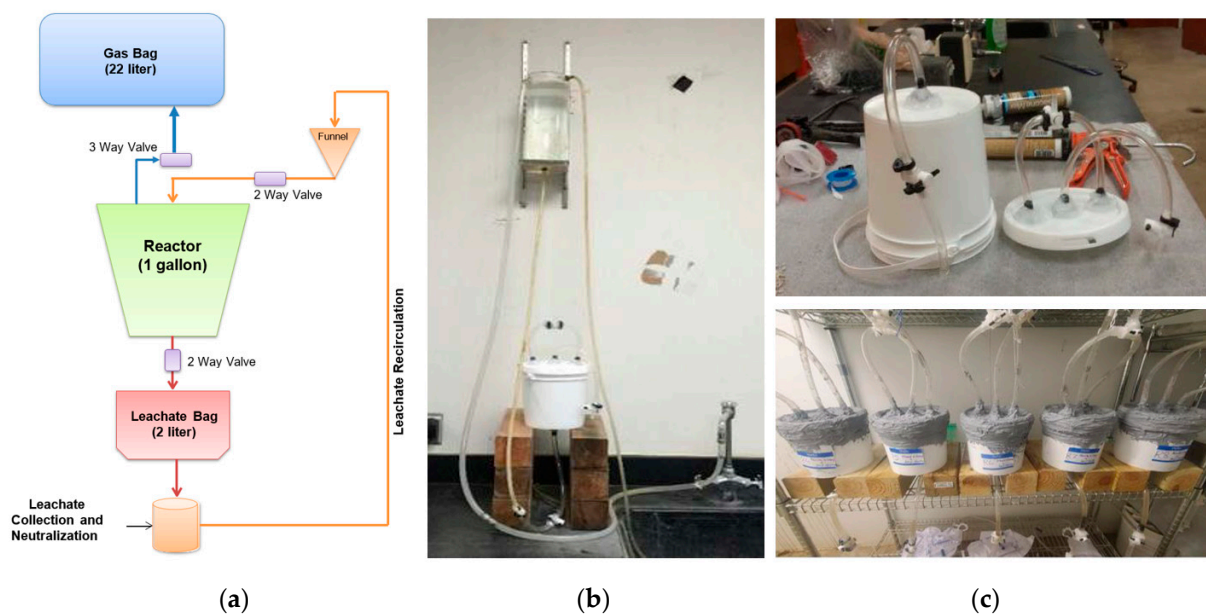 Gas Bag
(22 liter)
3 Way Valve
Funnel
2 Way Valve
Reactor
(1 gallon)
Leachate Recirculation
2 Way Valve
Leachate Bag
(2 liter)
Leachate
Collection and
Neutralization
(a)
(b)
(c)